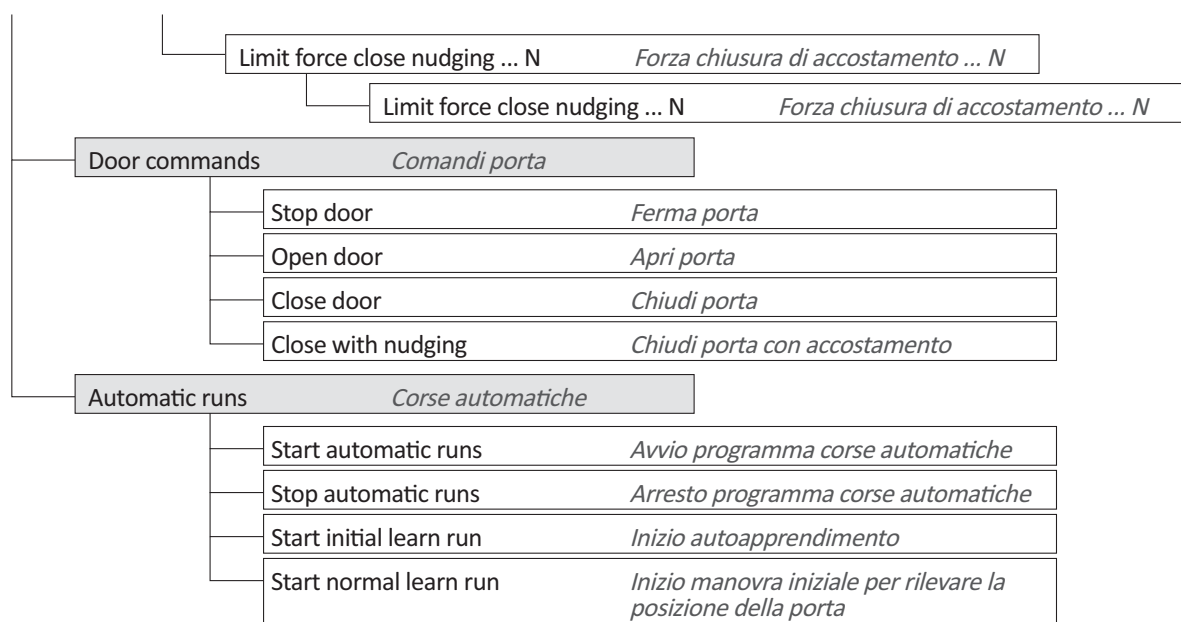 Limit force close nudging ... N Forza chiusura di accostamento ... N
Limit force close nudging ... N Forza chiusura di accostamento ... N
Door commands Comandi porta
Stop door Ferma porta
Open door Apri porta
Close door Chiudi porta
Close with nudging Chiudi porta con accostamento
Automatic runs Corse automatiche
Start automatic runs Avvio programma corse automatiche
Stop automatic runs Arresto programma corse automatiche
Start initial learn run Inizio autoapprendimento
Start normal learn run Inizio manovra iniziale per rilevare la
posizione della porta